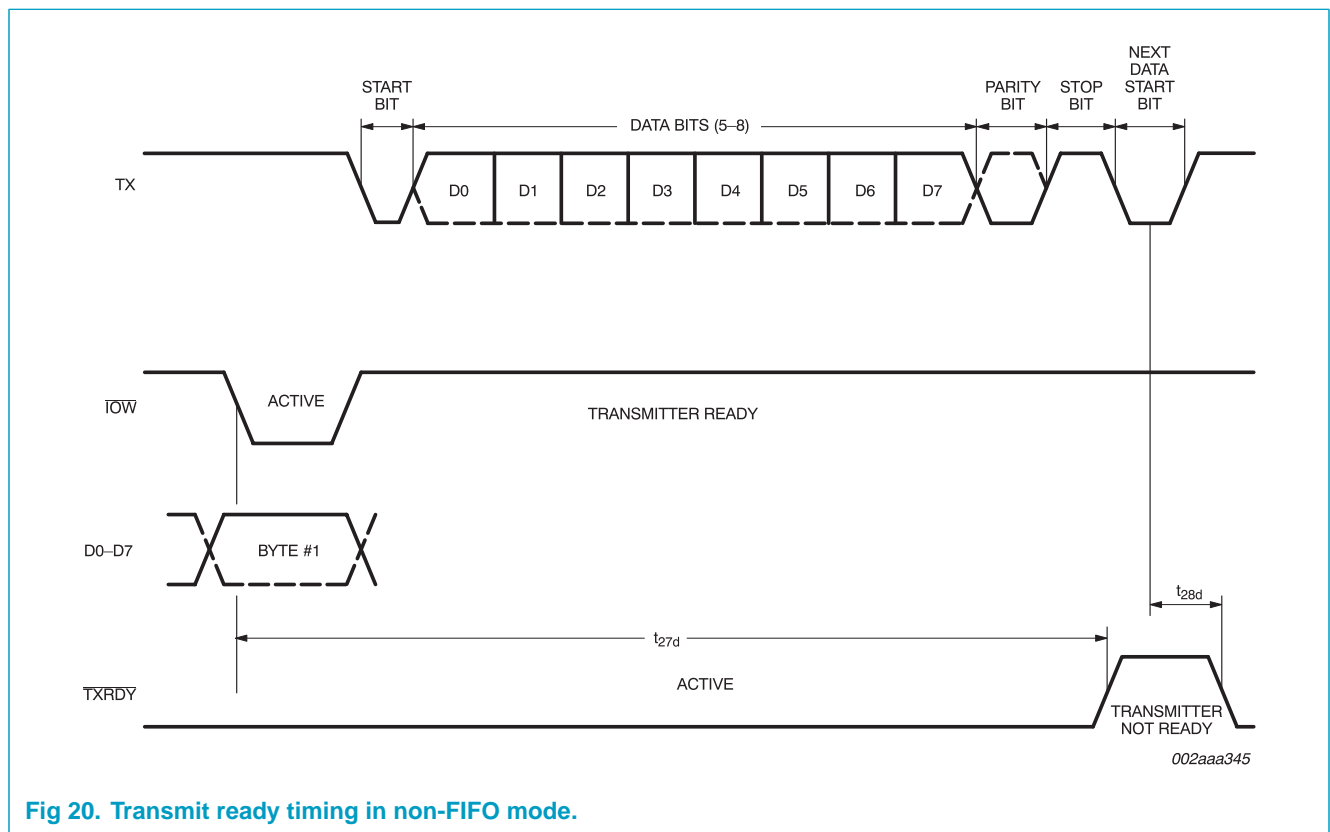 START
BIT
DATA BITS (5–8)
PARITY
BIT
STOP
BIT
NEXT
DATA
START
BIT
TX
D0
D1
D2
D3
D4
D5
D6
D7
IOW
ACTIVE
TRANSMITTER READY
D0–D7
BYTE #1
t28d
t27d
TXRDY
ACTIVE
TRANSMITTER
NOT READY
002aaa345
Fig 20. Transmit ready timing in non-FIFO mode.